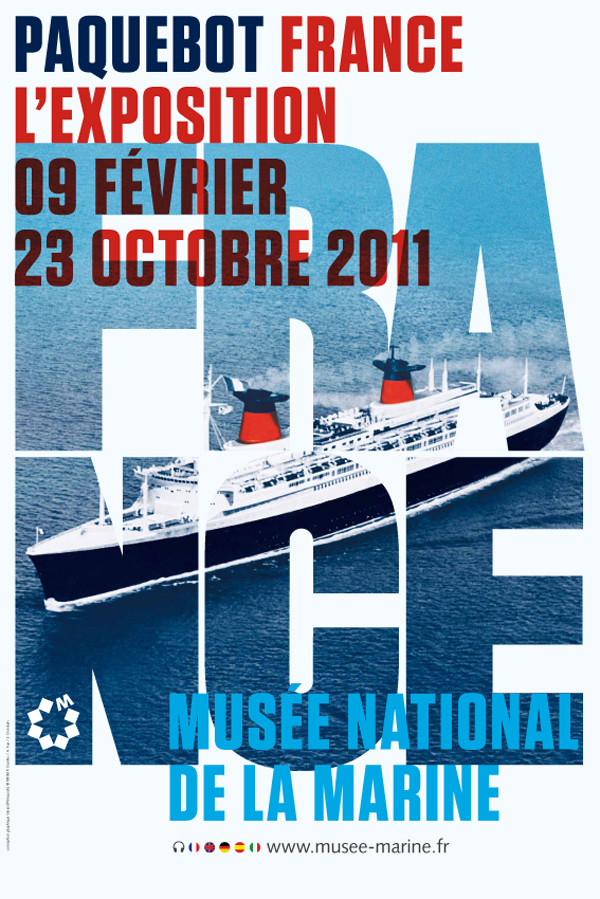 PAQUEBOT FRANCE
L'EXPOSITION
09 FÉVRIER
23 OCTOBRE 2011
FRA
NCE
M
MUSÉE NATIONAL
DE LA MARINE
www.musee-marine.fr